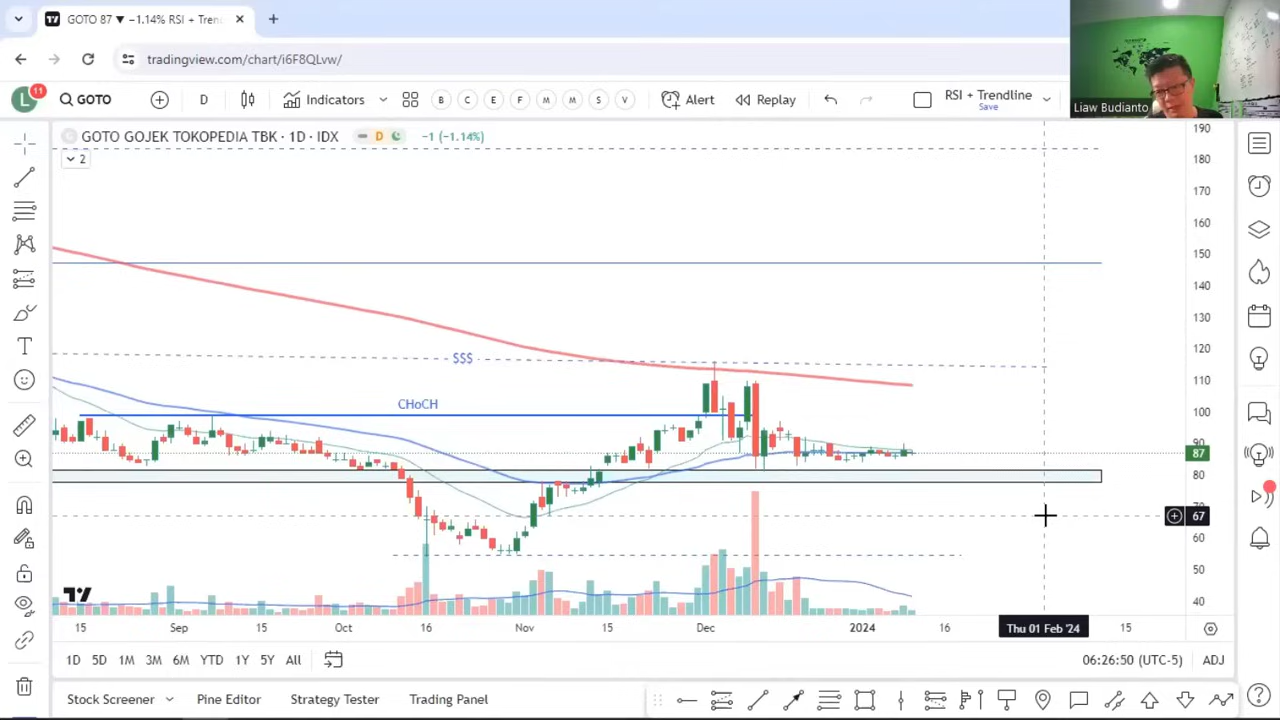 GOTO 87 ▼ −1.14% RSI + Tren
tradingview.com/chart/i6F8QLvw/
L
11
GOTO
D
Indicators
B
C
E
F
M
M
S
V
Alert
Replay
RSI + Trendline
Save
Liaw Budianto
GOTO GOJEK TOKOPEDIA TBK · 1D · IDX
D
−1 (−1.14%)
2
190
180
170
160
150
140
130
120
110
100
90
87
80
67
60
50
40
$$$
CHoCH
15
Sep
15
Oct
16
Nov
15
Dec
2024
16
Thu 01 Feb '24
15
1D
5D
1M
3M
6M
YTD
1Y
5Y
All
06:26:50 (UTC-5)
ADJ
Stock Screener
Pine Editor
Strategy Tester
Trading Panel